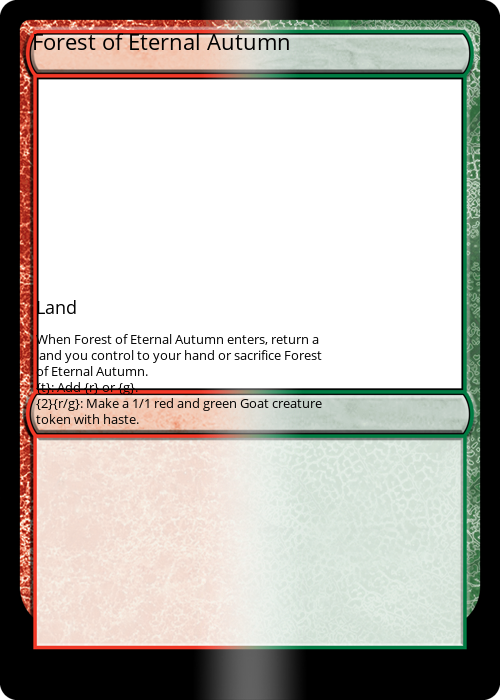 Forest of Eternal Autumn
Land
When Forest of Eternal Autumn enters, return a
land you control to your hand or sacrifice Forest
of Eternal Autumn.
{t}: Add {r} or {g}.
{2}{r/g}: Make a 1/1 red and green Goat creature
token with haste.